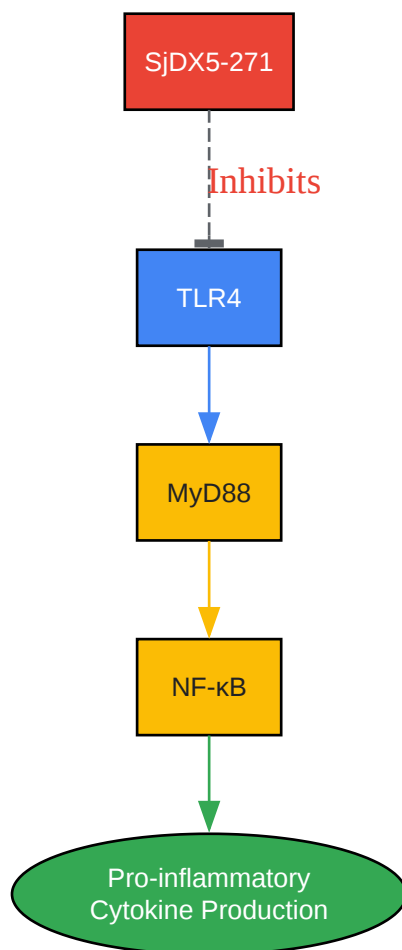 SjDX5-271
Inhibits
TLR4
MyD88
NF-κB
Pro-inflammatory
Cytokine Production